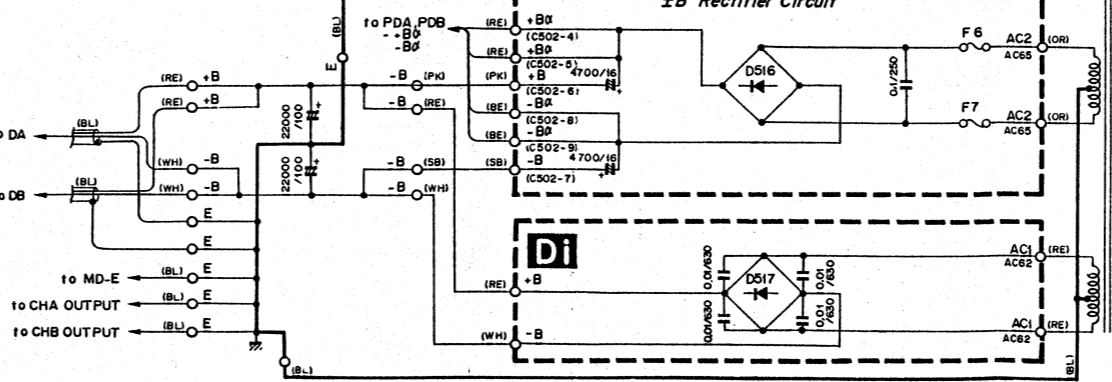 ±B Rectifier Circuit
to PDA, PDB
- +Bα
-Bα
(BL)
E
(RE) +Bα
(C502-4)
(RE) +Bα
(C502-5)
(PK) +B 4700/16
(C502-6)
(BE) -Bα
(C502-8)
(BE) -Bα
(C502-9)
(SB) -B 4700/16
(C502-7)
D516
0.1/250
F6
AC2 (OR)
AC65
F7
AC2 (OR)
AC65
(RE) +B
(RE) +B
-B (PK)
-B (RE)
22000
/100
+
22000
/100
+
(BL)
DA
(WH) -B
(WH) -B
-B (SB)
-B (WH)
(BL)
DB
E
E
to MD-E (BL) E
to CHA OUTPUT (BL) E
to CHB OUTPUT (BL) E
(BL)
Di
(RE) +B
(WH) -B
0.01/630
0.01/630
D517
0.01
/630
0.01
/630
AC1 (RE)
AC62
AC1 (RE)
AC62
(BL)